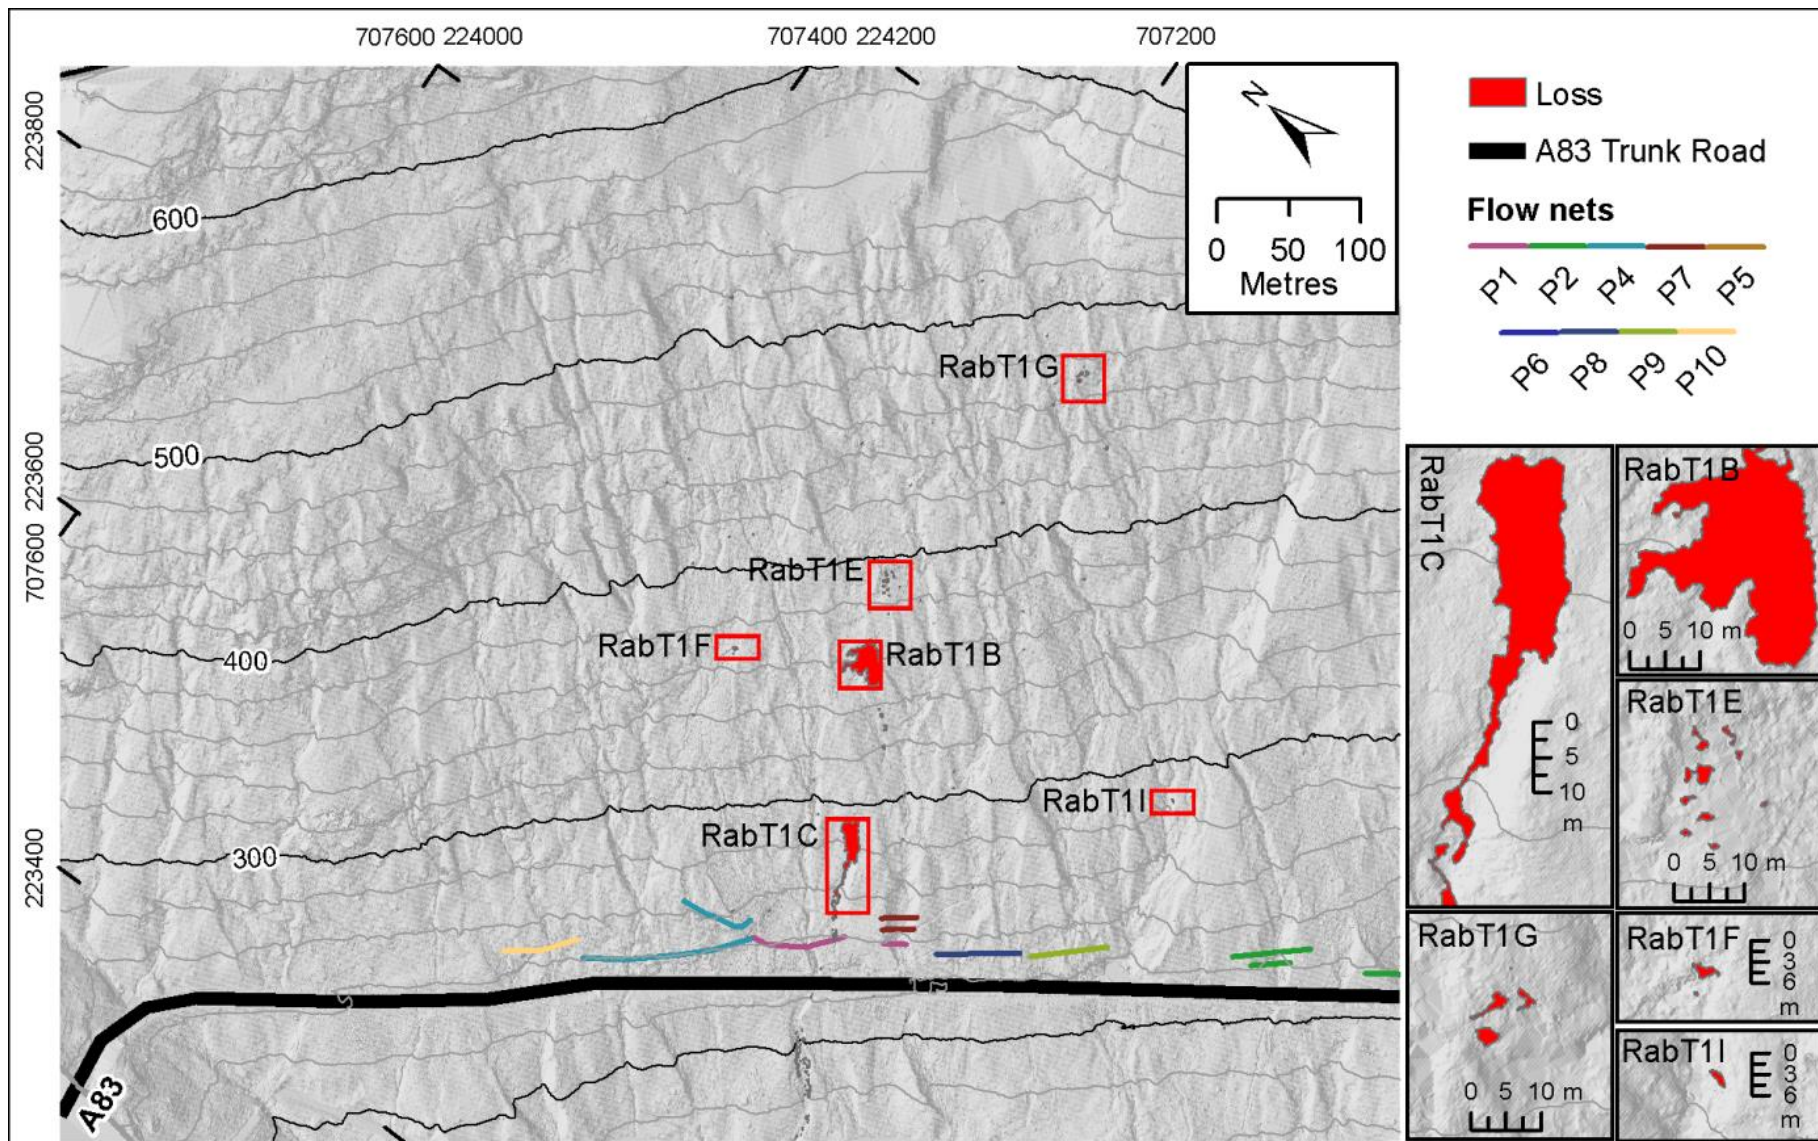 707600 224000
707400 224200
707200
223800
223600
707600
223400
N
0 50 100
Metres
Loss
A83 Trunk Road
Flow nets
P1 P2 P4 P7 P5
P6 P8 P9 P10
600
500
400
300
RabT1G
RabT1E
RabT1F
RabT1B
RabT1I
RabT1C
A83
RabT1C
0
5
10
m
RabT1B
0 5 10 m
RabT1E
0 5 10 m
RabT1G
0 5 10 m
RabT1F
0
3
6
m
RabT1I
0
3
6
m